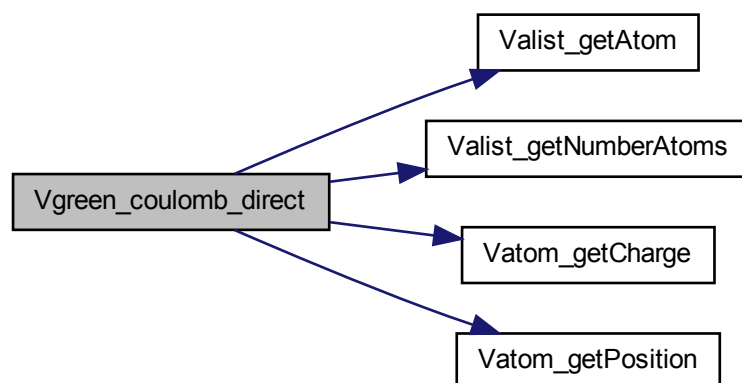 Valist_getAtom
Valist_getNumberAtoms
Vgreen_coulomb_direct
Vatom_getCharge
Vatom_getPosition